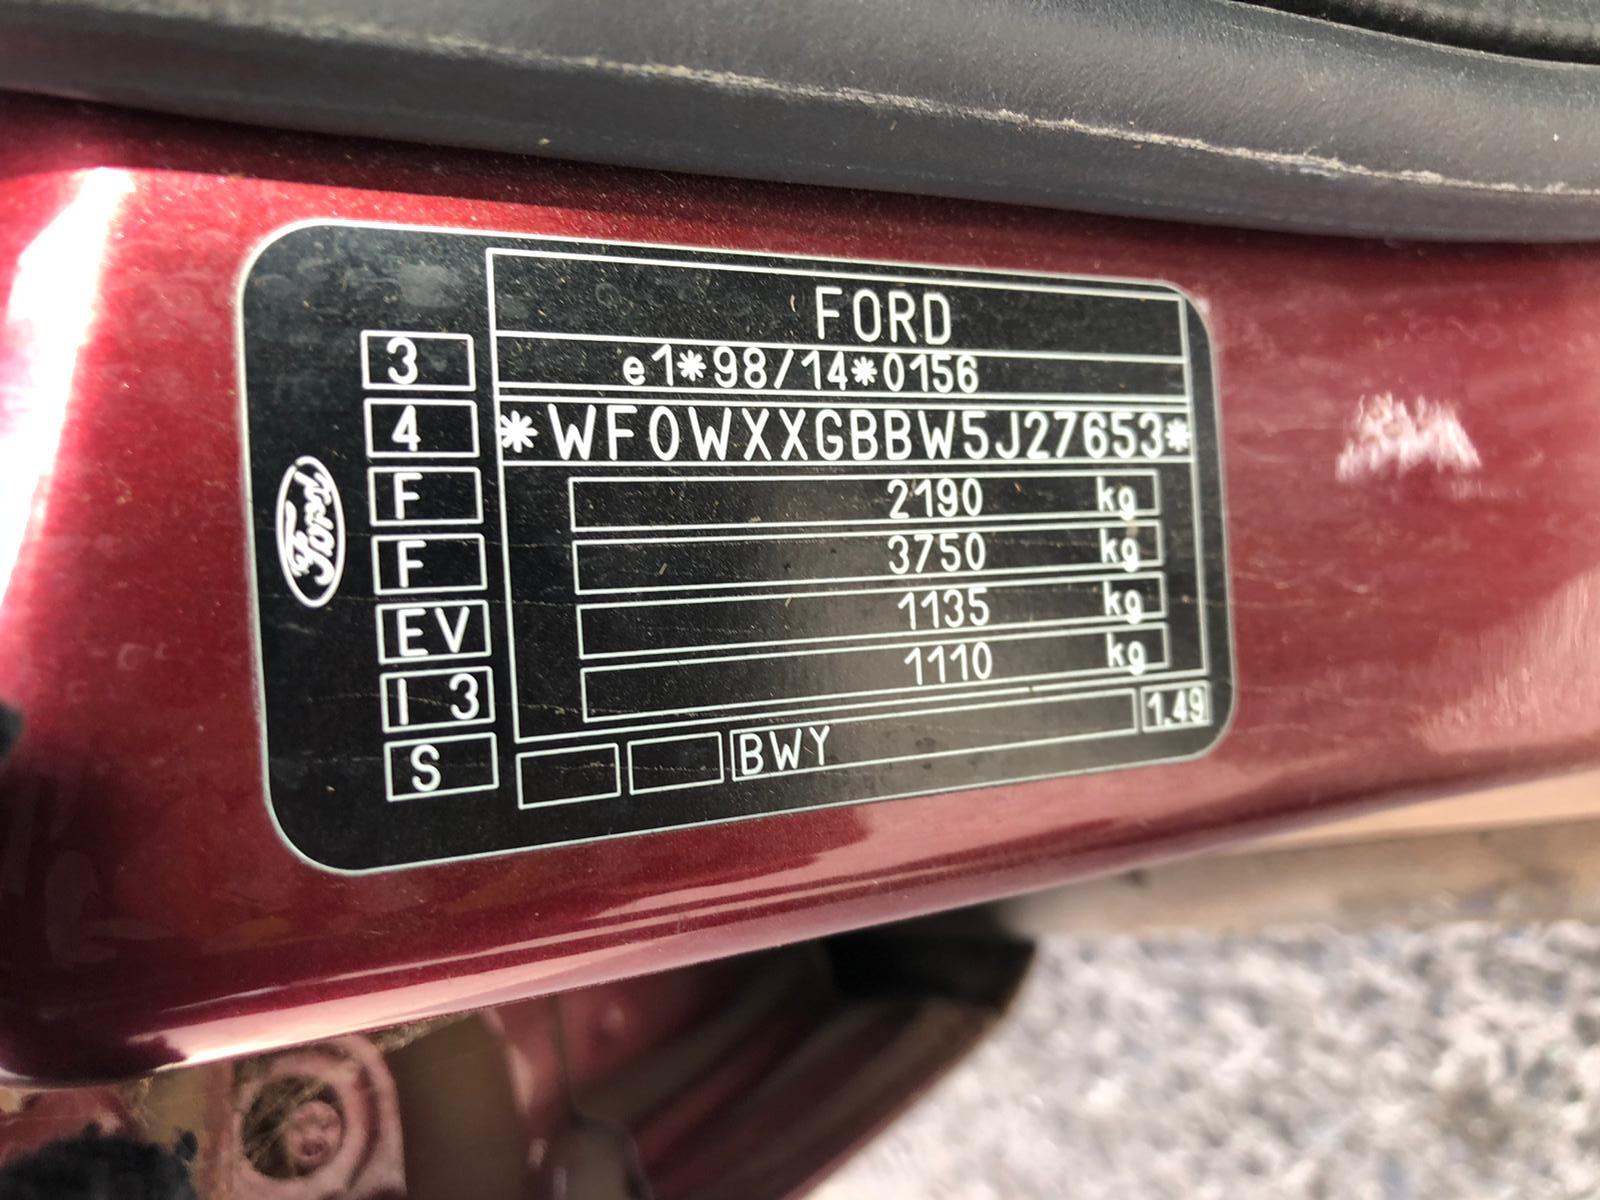 FORD
e1*98/14*0156
*WF0WXXGBBW5J27653*
2190 kg
3750 kg
1135 kg
1110 kg
BWY 1.49
3
4
F
F
EV
I 3
S
Ford